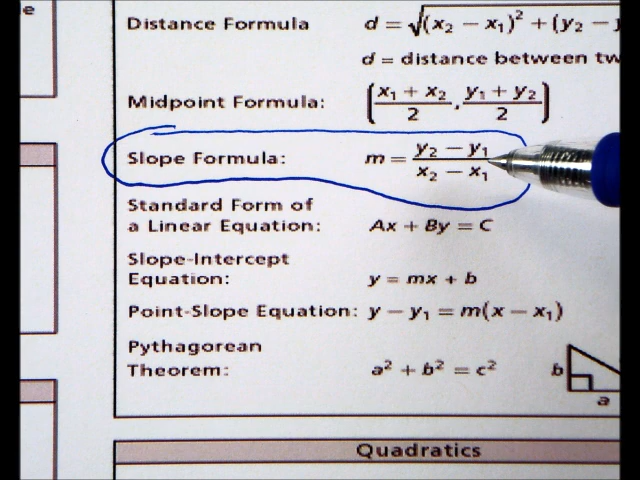 e
Distance Formula d = √(x₂ − x₁)² + (y₂ − y
d = distance between tw
Midpoint Formula: (x₁ + x₂ / 2 , y₁ + y₂ / 2)
Slope Formula: m = y₂ − y₁ / x₂ − x₁
Standard Form of
a Linear Equation: Ax + By = C
Slope-Intercept
Equation: y = mx + b
Point-Slope Equation: y − y₁ = m(x − x₁)
Pythagorean
Theorem: a² + b² = c²
b
a
Quadratics